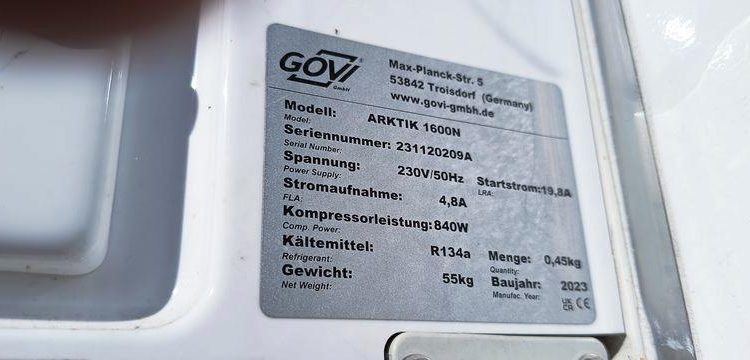 GOVI®
GmbH
Max-Planck-Str. 5
53842 Troisdorf (Germany)
www.govi-gmbh.de
Modell: ARKTIK 1600N
Model:
Seriennummer: 231120209A
Serial Number:
Spannung: 230V/50Hz Startstrom:19,8A
Power Supply: LRA:
Stromaufnahme: 4,8A
FLA:
Kompressorleistung:840W
Comp. Power:
Kältemittel: R134a Menge: 0,45kg
Refrigerant: Quantity:
Gewicht: 55kg Baujahr: 2023
Net Weight: Manufac. Year:
UK CA CE